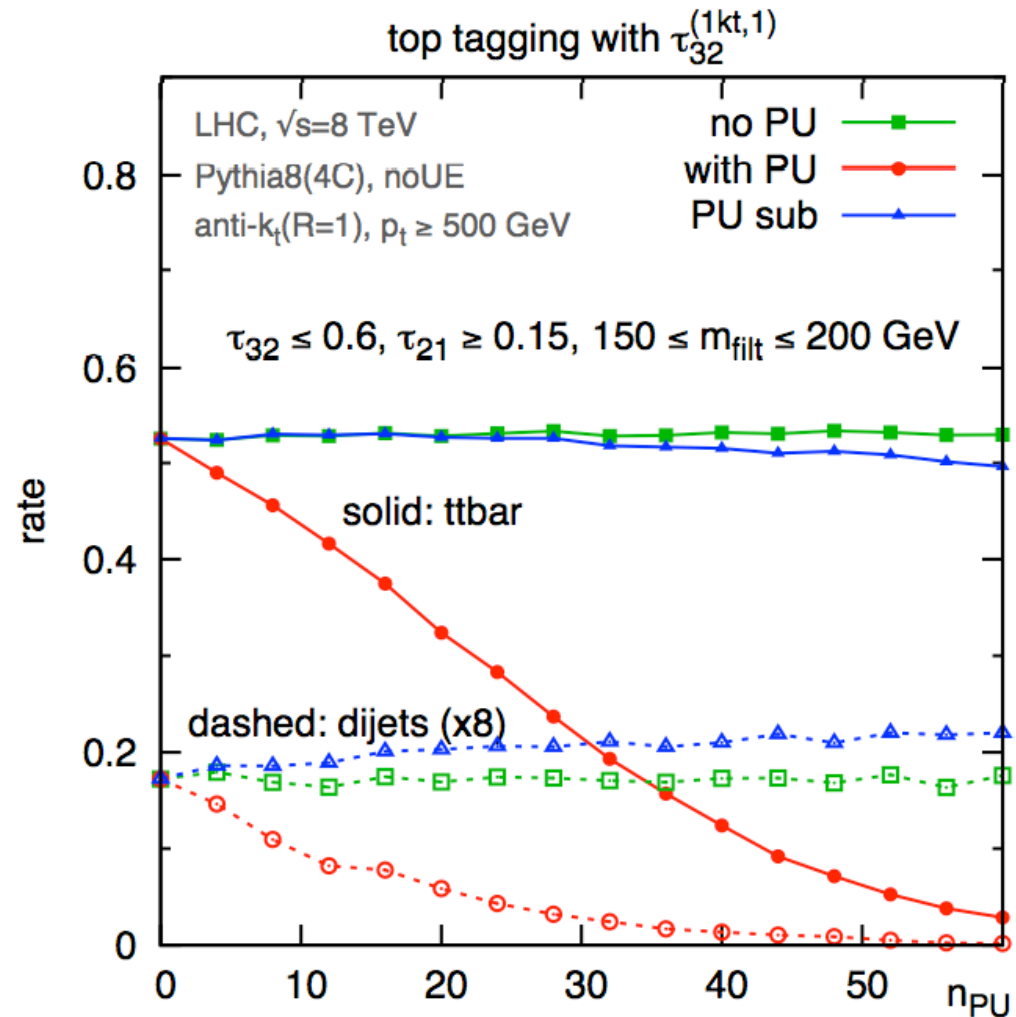 top tagging with τ₃₂^(1kt,1)
LHC, √s=8 TeV
Pythia8(4C), noUE
anti-kₜ(R=1), pₜ ≥ 500 GeV
no PU
with PU
PU sub
τ₃₂ ≤ 0.6, τ₂₁ ≥ 0.15, 150 ≤ m_filt ≤ 200 GeV
solid: ttbar
dashed: dijets (x8)
rate
0.8
0.6
0.4
0.2
0
0 10 20 30 40 50 n_PU